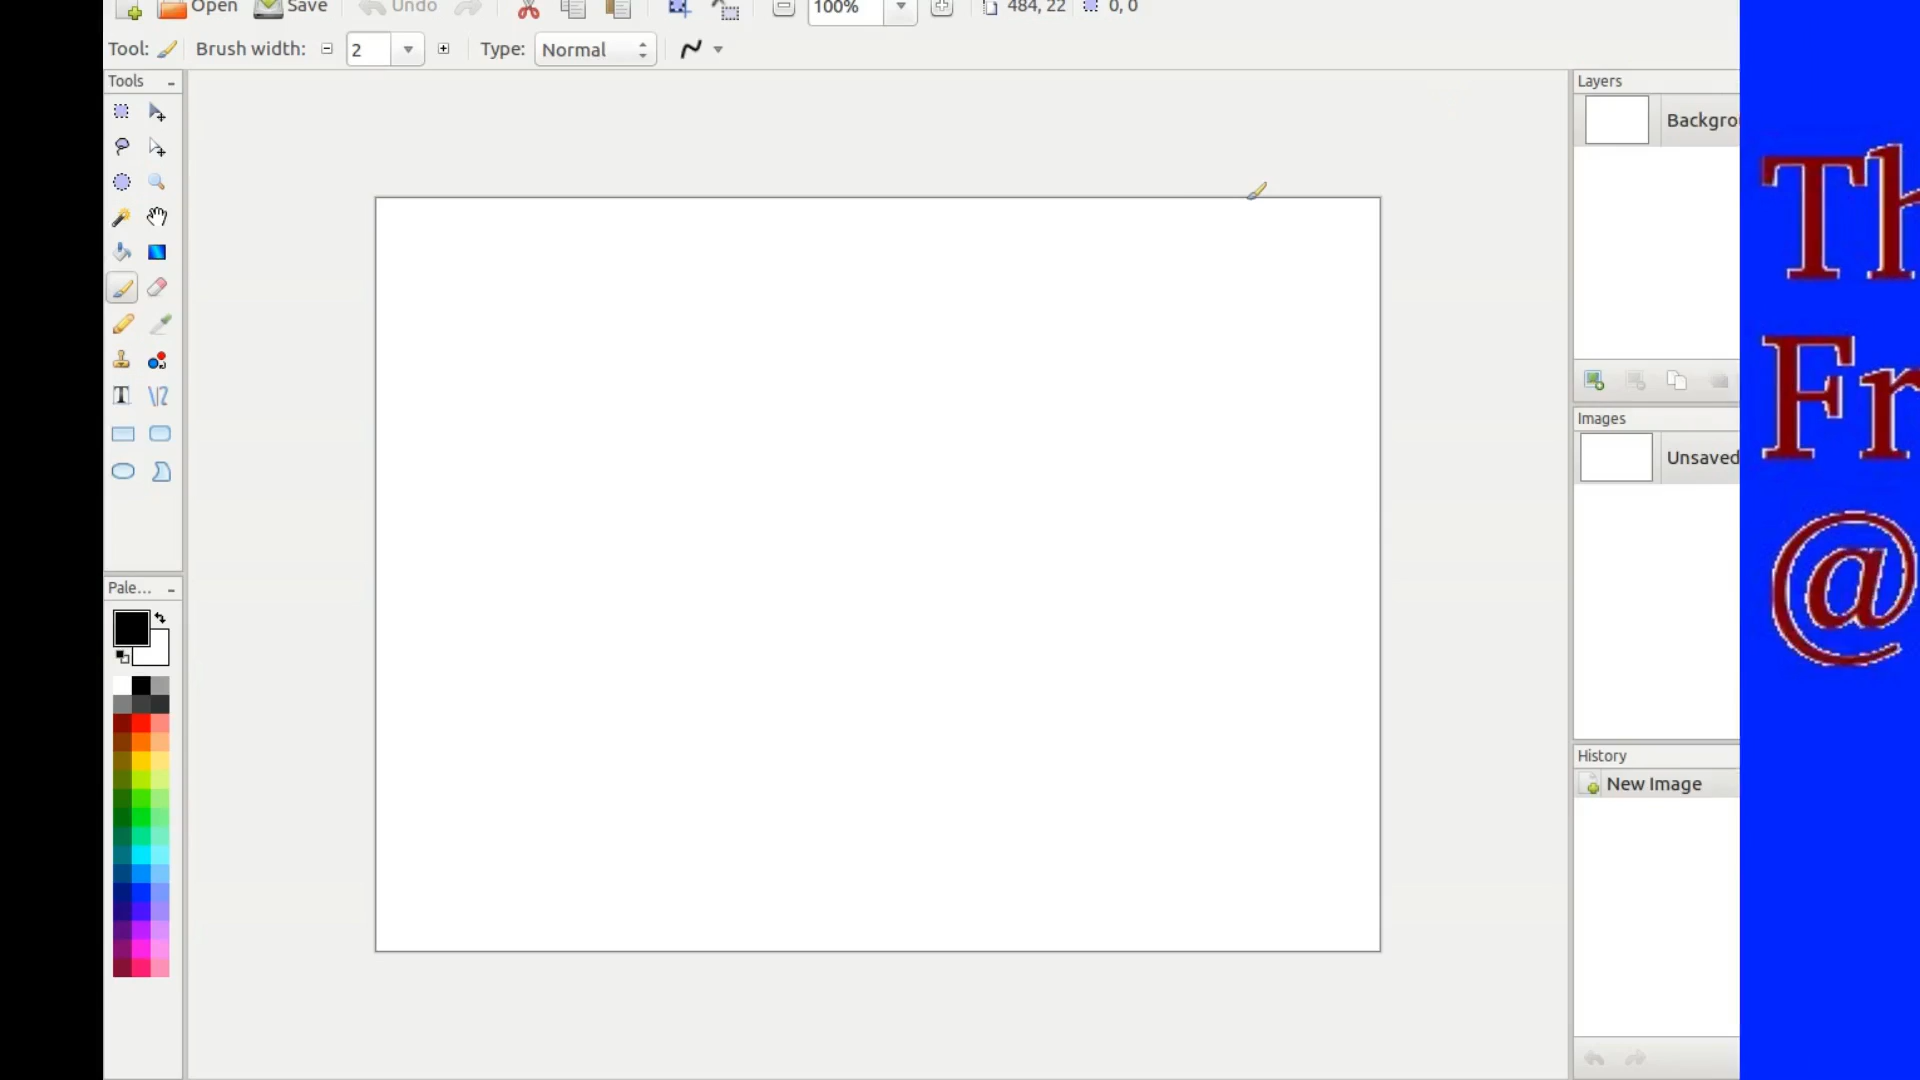 Open Save Undo 100% 484, 22 0, 0
Tool: Brush width: 2 Type: Normal
Tools
Layers
Backgro
Images
Unsaved
Pale...
History
New Image
Th
Fr
@